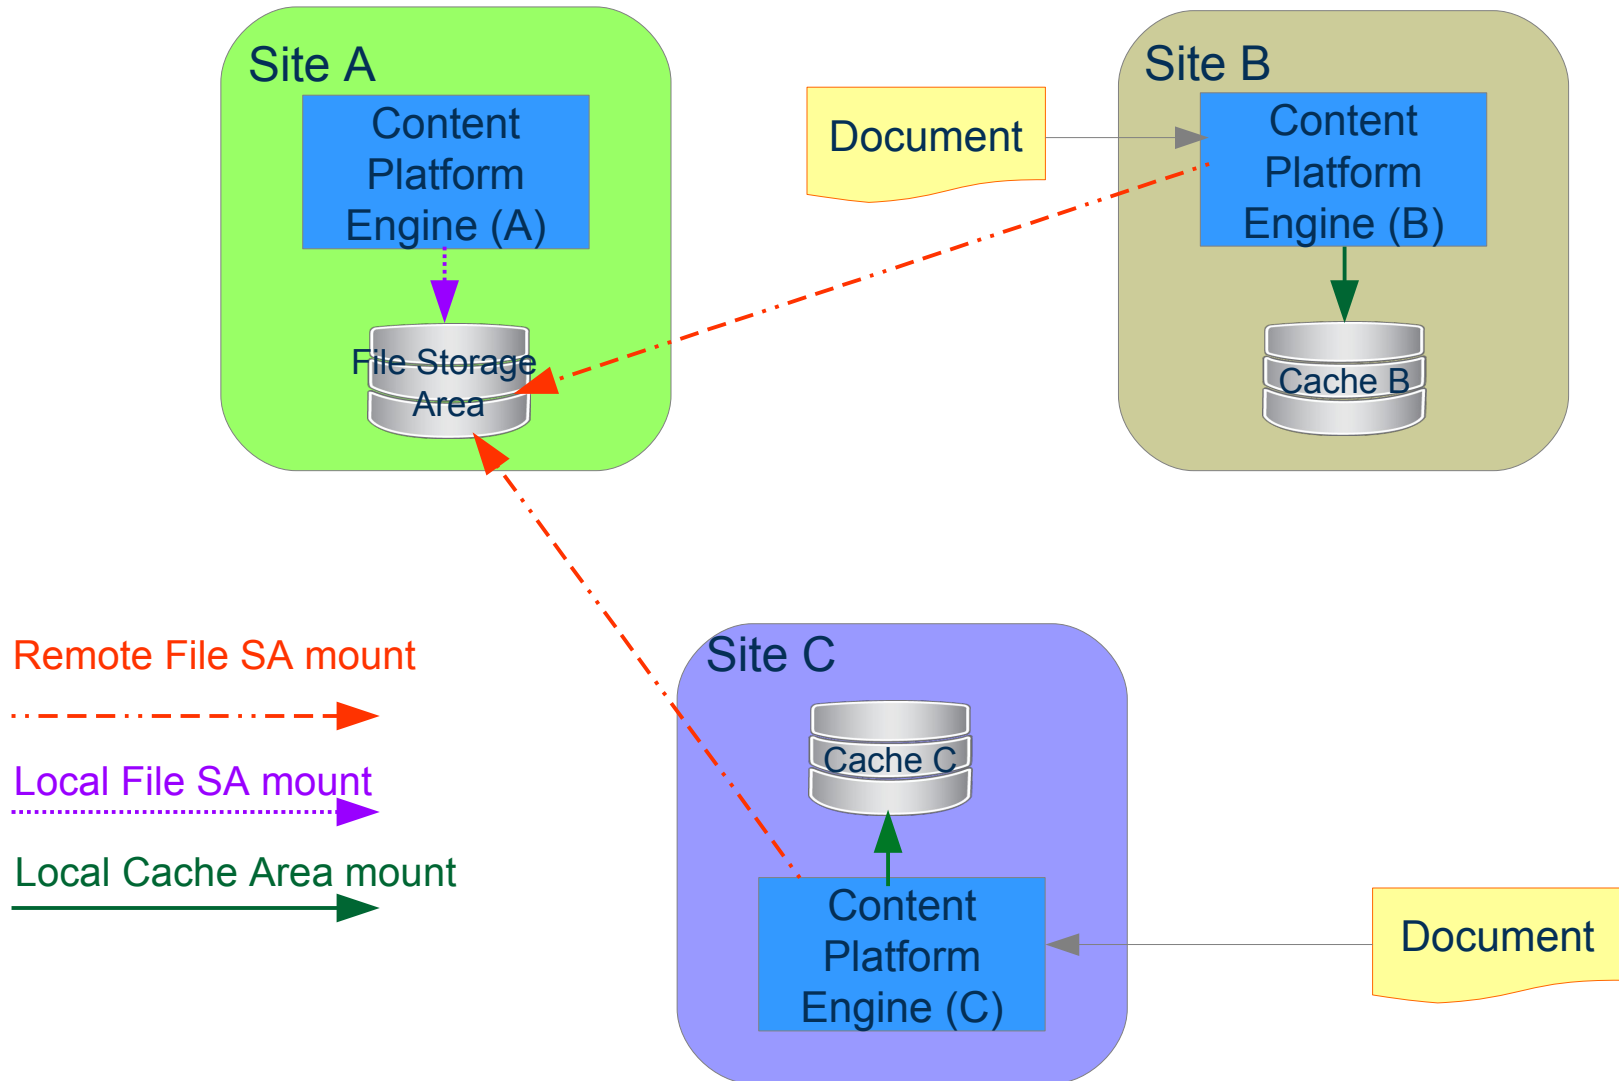 Site A
Content
Platform
Engine (A)
File Storage
Area
Document
Site B
Content
Platform
Engine (B)
Cache B
Remote File SA mount
Local File SA mount
Local Cache Area mount
Site C
Cache C
Content
Platform
Engine (C)
Document